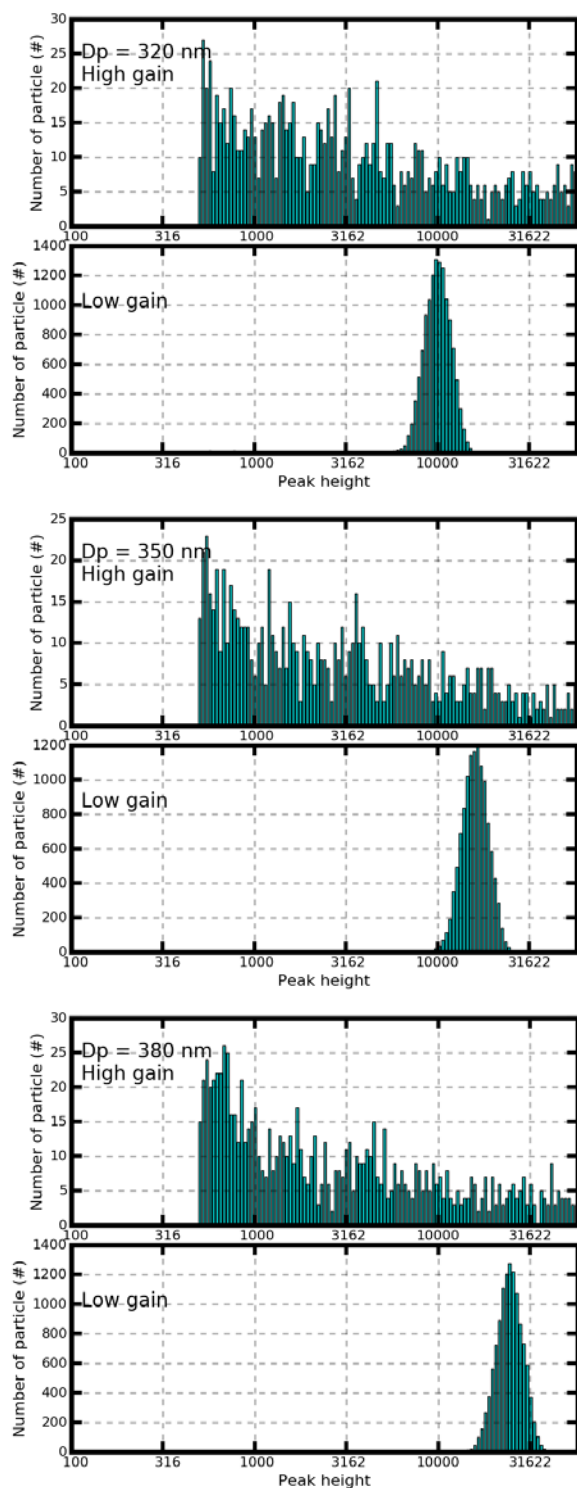 30
25
20
15
10
5
0
Number of particle (#)
Dp = 320 nm
High gain
100 316 1000 3162 10000 31622
1400
1200
1000
800
600
400
200
0
Number of particle (#)
Low gain
100 316 1000 3162 10000 31622
Peak height
25
20
15
10
5
0
Number of particle (#)
Dp = 350 nm
High gain
100 316 1000 3162 10000 31622
1200
1000
800
600
400
200
0
Number of particle (#)
Low gain
100 316 1000 3162 10000 31622
Peak height
30
25
20
15
10
5
0
Number of particle (#)
Dp = 380 nm
High gain
100 316 1000 3162 10000 31622
1400
1200
1000
800
600
400
200
0
Number of particle (#)
Low gain
100 316 1000 3162 10000 31622
Peak height